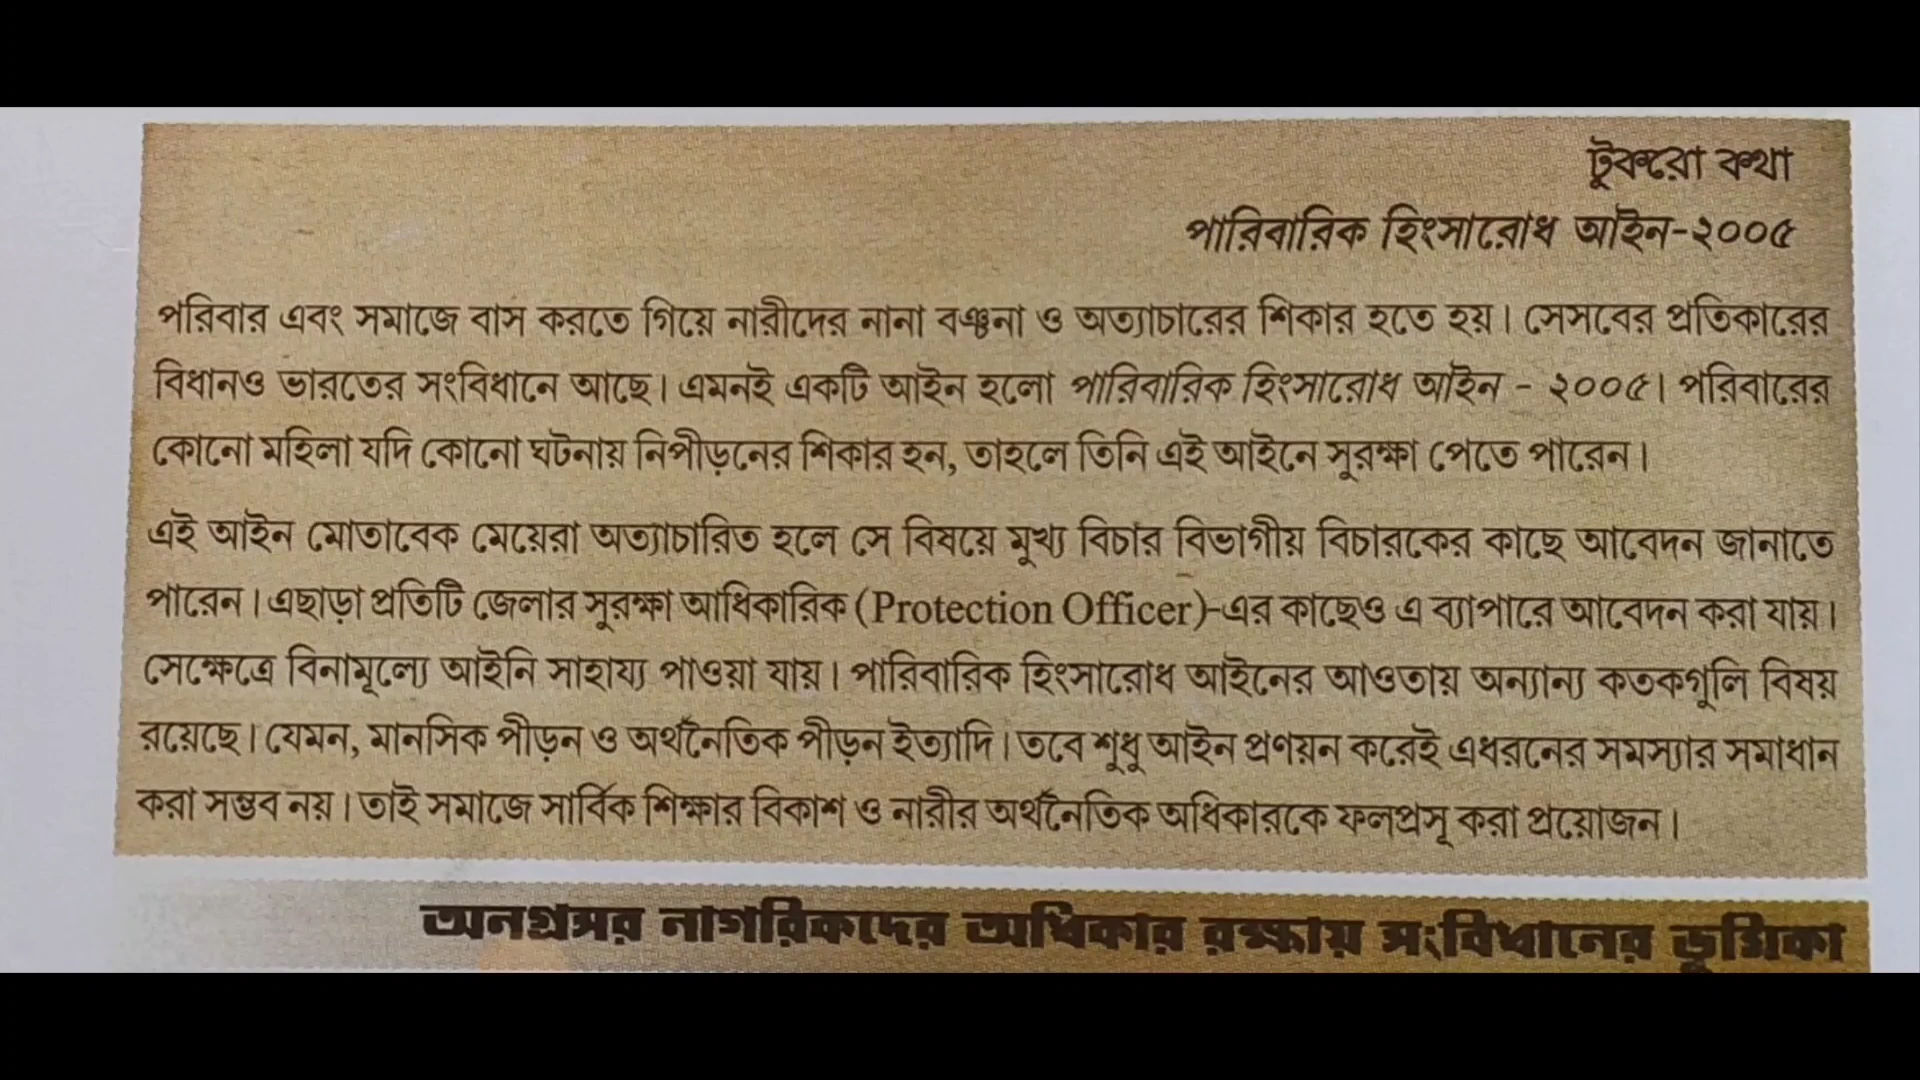 টুকরো কথা
পারিবারিক হিংসারোধ আইন-২০০৫
পরিবার এবং সমাজে বাস করতে গিয়ে নারীদের নানা বঞ্চনা ও অত্যাচারের শিকার হতে হয়। সেসবের প্রতিকারের
বিধানও ভারতের সংবিধানে আছে। এমনই একটি আইন হলো পারিবারিক হিংসারোধ আইন - ২০০৫। পরিবারের
কোনো মহিলা যদি কোনো ঘটনায় নিপীড়নের শিকার হন, তাহলে তিনি এই আইনে সুরক্ষা পেতে পারেন।
এই আইন মোতাবেক মেয়েরা অত্যাচারিত হলে সে বিষয়ে মুখ্য বিচার বিভাগীয় বিচারকের কাছে আবেদন জানাতে
পারেন। এছাড়া প্রতিটি জেলার সুরক্ষা আধিকারিক (Protection Officer)-এর কাছেও এ ব্যাপারে আবেদন করা যায়।
সেক্ষেত্রে বিনামূল্যে আইনি সাহায্য পাওয়া যায়। পারিবারিক হিংসারোধ আইনের আওতায় অন্যান্য কতকগুলি বিষয়
রয়েছে। যেমন, মানসিক পীড়ন ও অর্থনৈতিক পীড়ন ইত্যাদি। তবে শুধু আইন প্রণয়ন করেই এধরনের সমস্যার সমাধান
করা সম্ভব নয়। তাই সমাজে সার্বিক শিক্ষার বিকাশ ও নারীর অর্থনৈতিক অধিকারকে ফলপ্রসূ করা প্রয়োজন।
অনগ্রসর নাগরিকদের অধিকার রক্ষায় সংবিধানের ভূমিকা